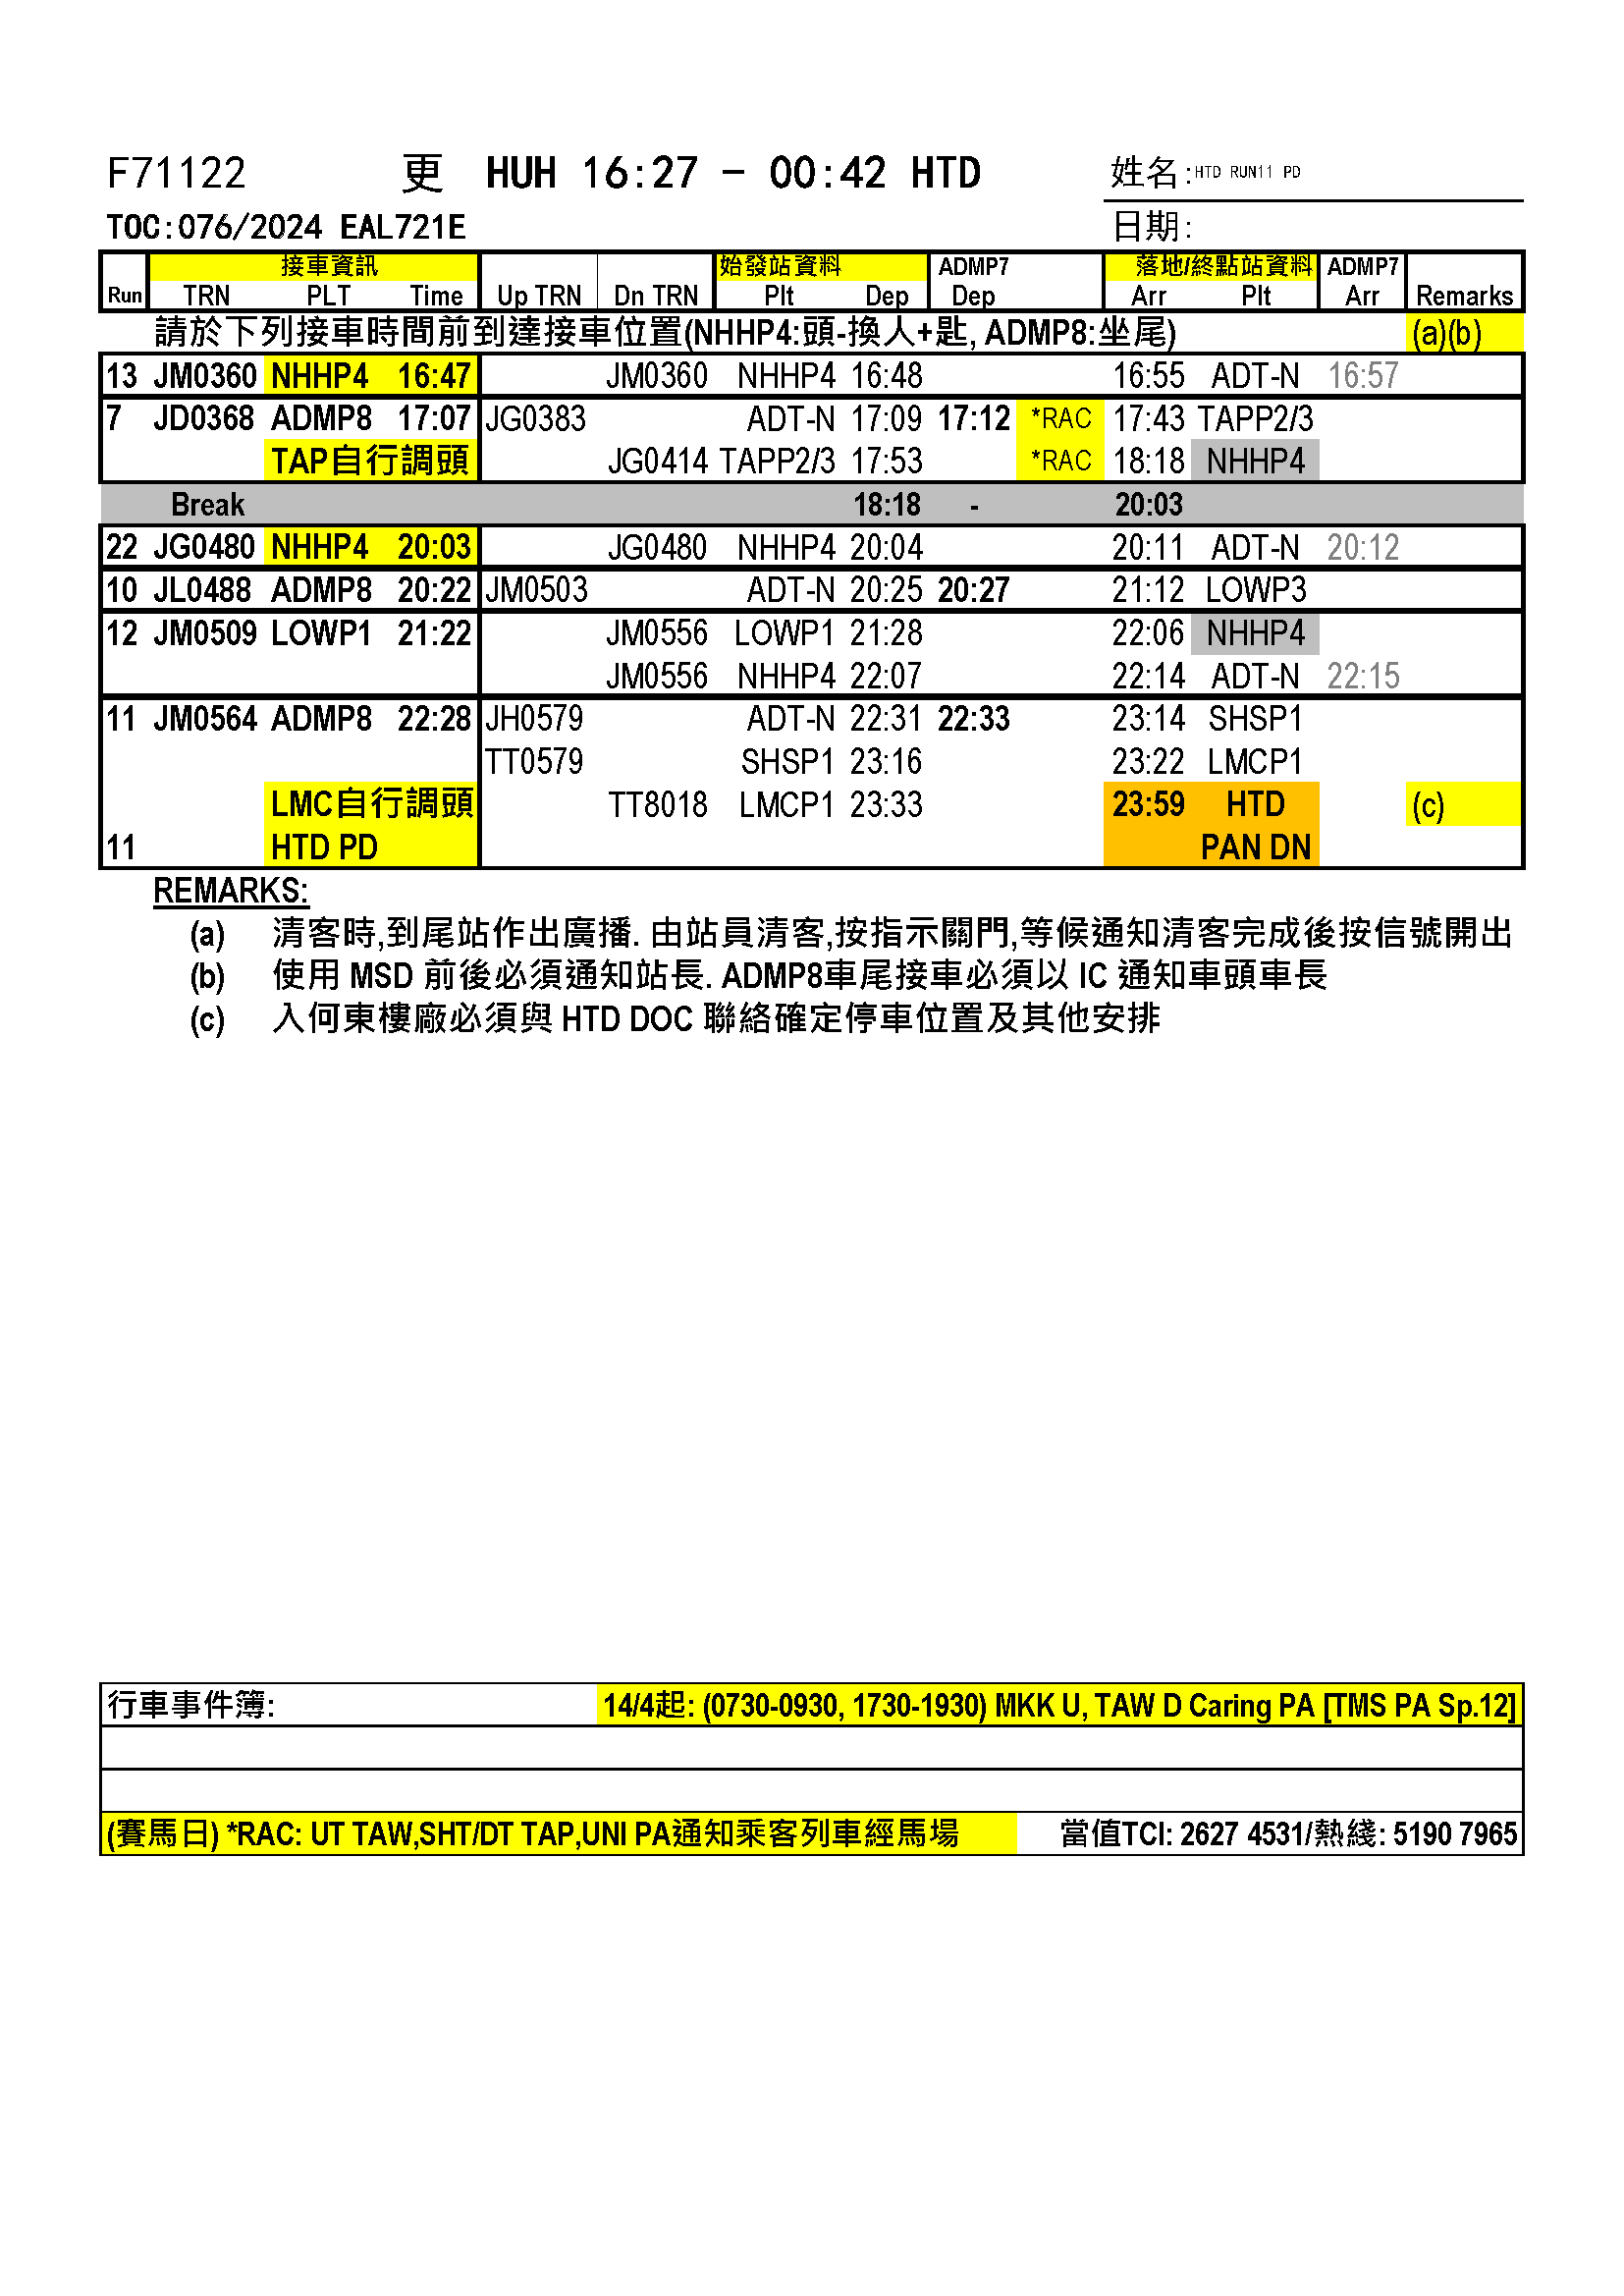 F71122 更 HUH 16:27 - 00:42 HTD 姓名:HTD RUN11 PD
TOC:076/2024 EAL721E 日期:
接車資訊 始發站資料 ADMP7 落地/終點站資料 ADMP7
Run TRN PLT Time Up TRN Dn TRN Plt Dep Dep Arr Plt Arr Remarks
請於下列接車時間前到達接車位置(NHHP4:頭-換人+匙, ADMP8:坐尾) (a)(b)
13 JM0360 NHHP4 16:47 JM0360 NHHP4 16:48 16:55 ADT-N 16:57
7 JD0368 ADMP8 17:07 JG0383 ADT-N 17:09 17:12 *RAC 17:43 TAPP2/3
TAP自行調頭 JG0414 TAPP2/3 17:53 *RAC 18:18 NHHP4
Break 18:18 - 20:03
22 JG0480 NHHP4 20:03 JG0480 NHHP4 20:04 20:11 ADT-N 20:12
10 JL0488 ADMP8 20:22 JM0503 ADT-N 20:25 20:27 21:12 LOWP3
12 JM0509 LOWP1 21:22 JM0556 LOWP1 21:28 22:06 NHHP4
JM0556 NHHP4 22:07 22:14 ADT-N 22:15
11 JM0564 ADMP8 22:28 JH0579 ADT-N 22:31 22:33 23:14 SHSP1
TT0579 SHSP1 23:16 23:22 LMCP1
LMC自行調頭 TT8018 LMCP1 23:33 23:59 HTD (c)
11 HTD PD PAN DN
REMARKS:
(a) 清客時,到尾站作出廣播. 由站員清客,按指示關門,等候通知清客完成後按信號開出
(b) 使用 MSD 前後必須通知站長. ADMP8車尾接車必須以 IC 通知車頭車長
(c) 入何東樓廠必須與 HTD DOC 聯絡確定停車位置及其他安排
行車事件簿: 14/4起: (0730-0930, 1730-1930) MKK U, TAW D Caring PA [TMS PA Sp.12]
(賽馬日) *RAC: UT TAW,SHT/DT TAP,UNI PA通知乘客列車經馬場 當值TCI: 2627 4531/熱綫: 5190 7965